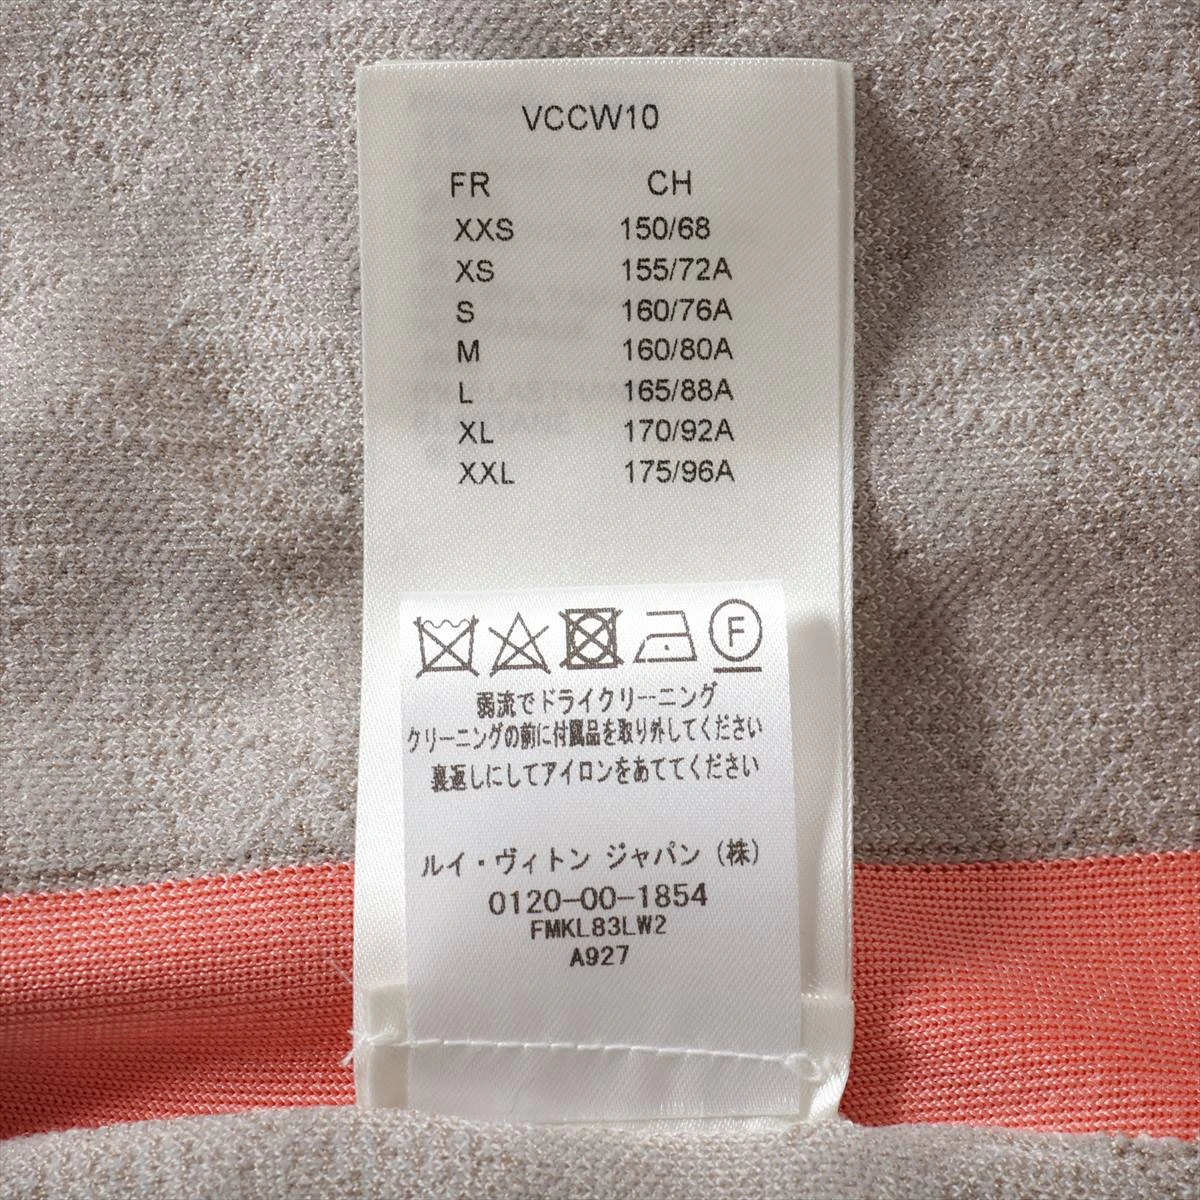 VCCW10
FR CH
XXS 150/68
XS 155/72A
S 160/76A
M 160/80A
L 165/88A
XL 170/92A
XXL 175/96A
F
弱流でドライクリーニング
クリーニングの前に付属品を取り外してください
裏返しにしてアイロンをあててください
ルイ・ヴィトン ジャパン（株）
0120-00-1854
FMKL83LW2
A927